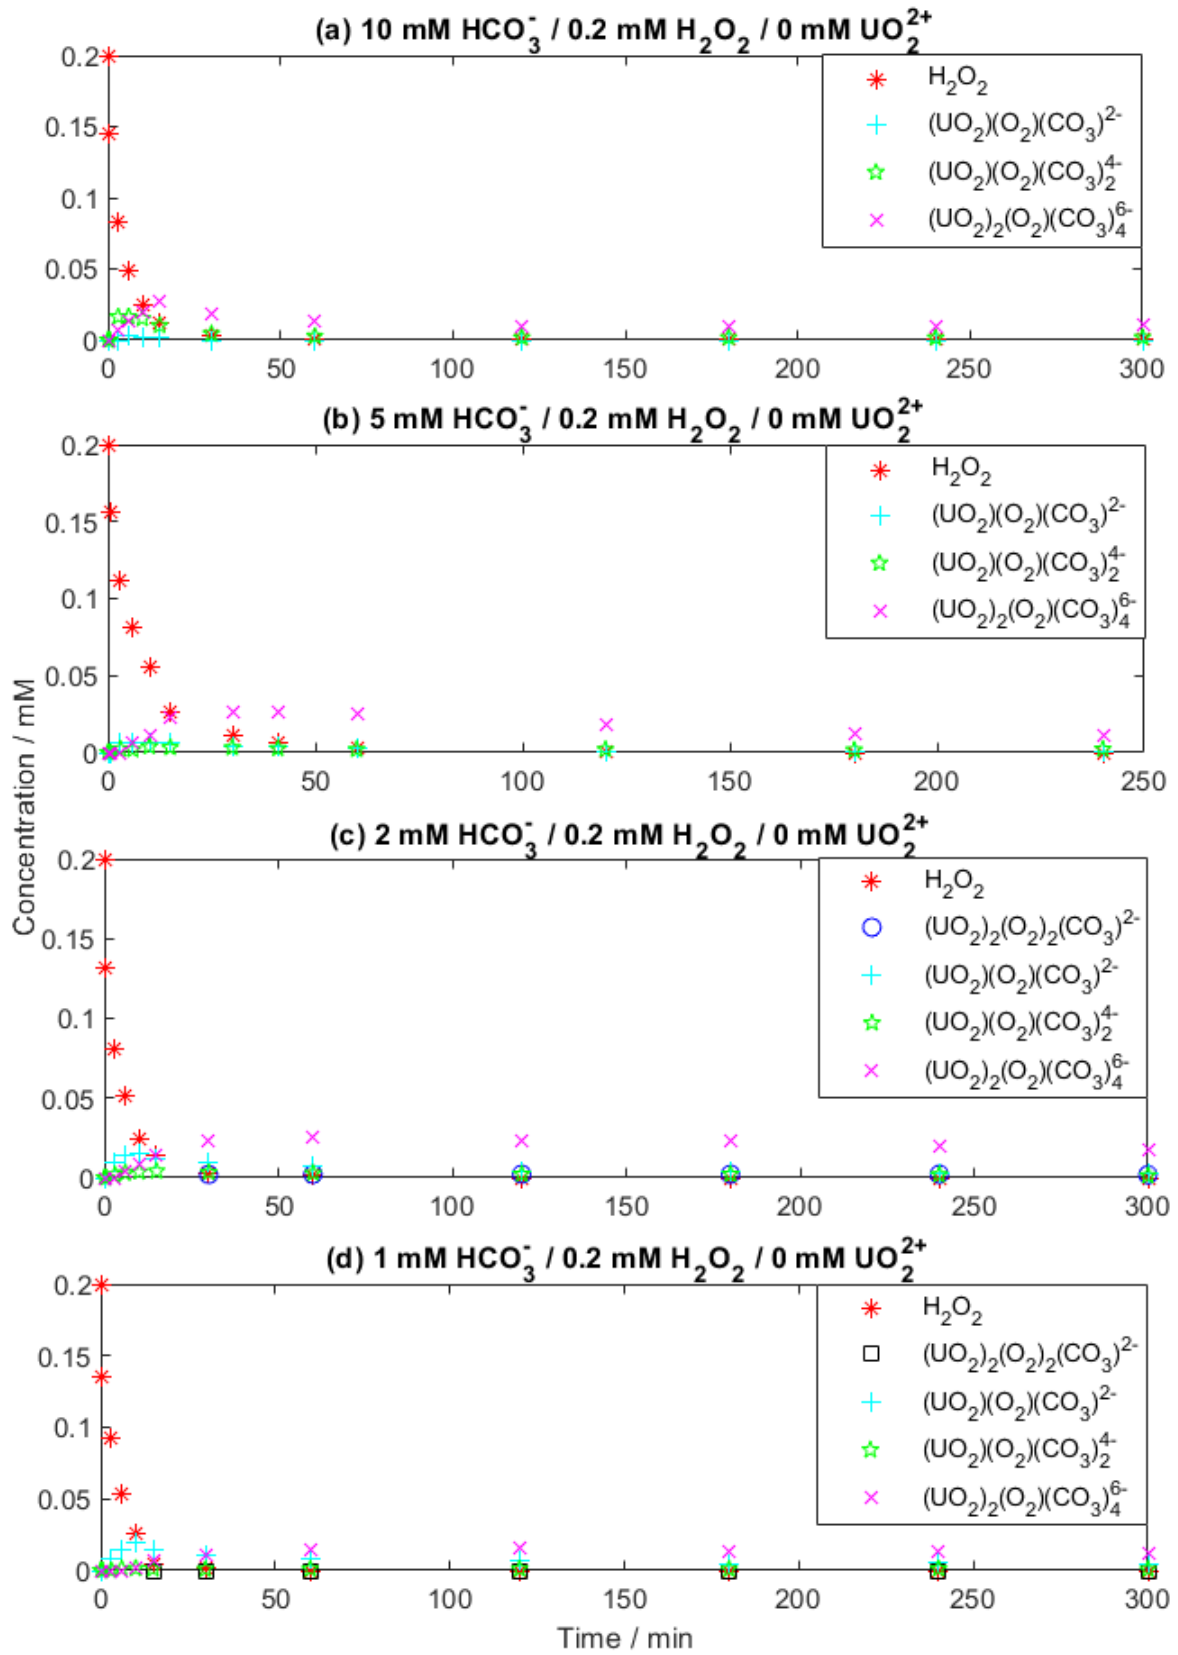 (a) 10 mM HCO₃⁻ / 0.2 mM H₂O₂ / 0 mM UO₂²⁺
0.2
0.15
0.1
0.05
0
0 50 100 150 200 250 300
H₂O₂
(UO₂)(O₂)(CO₃)²⁻
(UO₂)(O₂)(CO₃)₂⁴⁻
(UO₂)₂(O₂)(CO₃)₄⁶⁻
(b) 5 mM HCO₃⁻ / 0.2 mM H₂O₂ / 0 mM UO₂²⁺
0.2
0.15
0.1
0.05
0
0 50 100 150 200 250
H₂O₂
(UO₂)(O₂)(CO₃)²⁻
(UO₂)(O₂)(CO₃)₂⁴⁻
(UO₂)₂(O₂)(CO₃)₄⁶⁻
Concentration / mM
(c) 2 mM HCO₃⁻ / 0.2 mM H₂O₂ / 0 mM UO₂²⁺
0.2
0.15
0.1
0.05
0
0 50 100 150 200 250 300
H₂O₂
(UO₂)₂(O₂)₂(CO₃)²⁻
(UO₂)(O₂)(CO₃)²⁻
(UO₂)(O₂)(CO₃)₂⁴⁻
(UO₂)₂(O₂)(CO₃)₄⁶⁻
(d) 1 mM HCO₃⁻ / 0.2 mM H₂O₂ / 0 mM UO₂²⁺
0.2
0.15
0.1
0.05
0
0 50 100 150 200 250 300
H₂O₂
(UO₂)₂(O₂)₂(CO₃)²⁻
(UO₂)(O₂)(CO₃)²⁻
(UO₂)(O₂)(CO₃)₂⁴⁻
(UO₂)₂(O₂)(CO₃)₄⁶⁻
Time / min